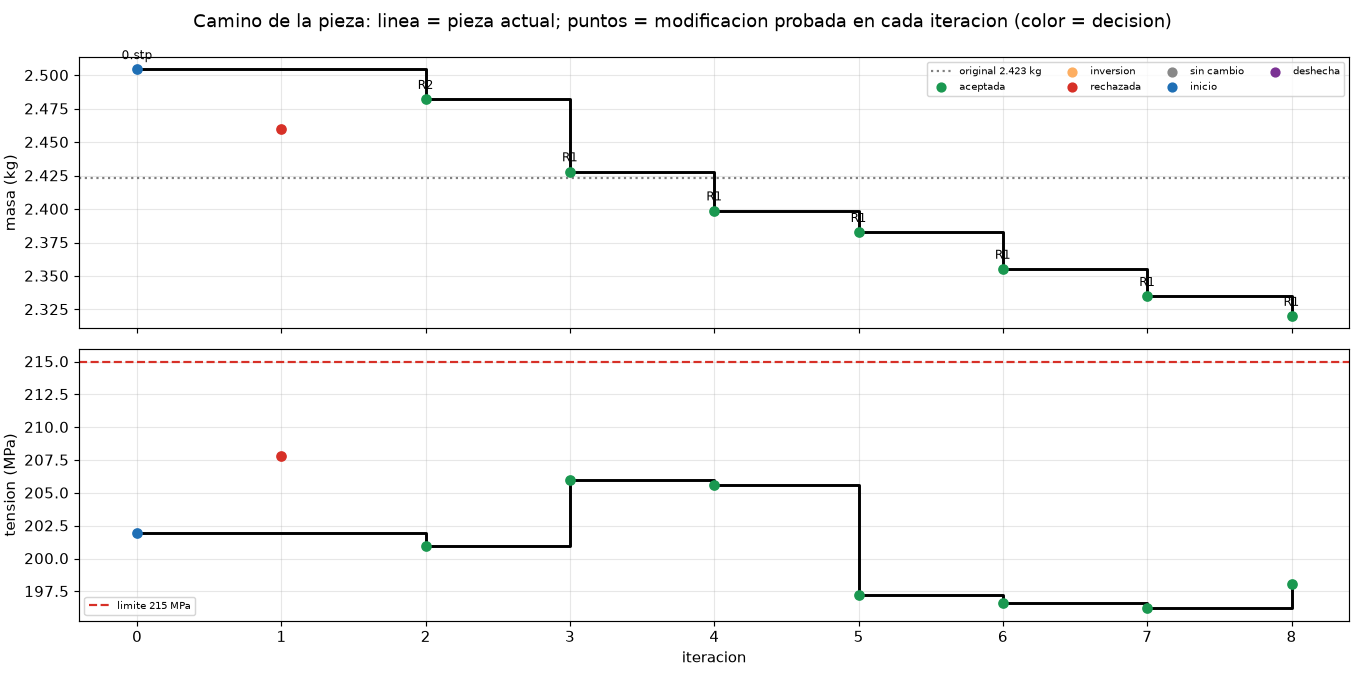 Camino de la pieza: linea = pieza actual; puntos = modificacion probada en cada iteracion (color = decision)
masa (kg)
2.500
2.475
2.450
2.425
2.400
2.375
2.350
2.325
0.stp
R2
R1
R1
R1
R1
R1
R1
original 2.423 kg
aceptada
inversion
rechazada
sin cambio
inicio
deshecha
tension (MPa)
215.0
212.5
210.0
207.5
205.0
202.5
200.0
197.5
limite 215 MPa
0 1 2 3 4 5 6 7 8
iteracion